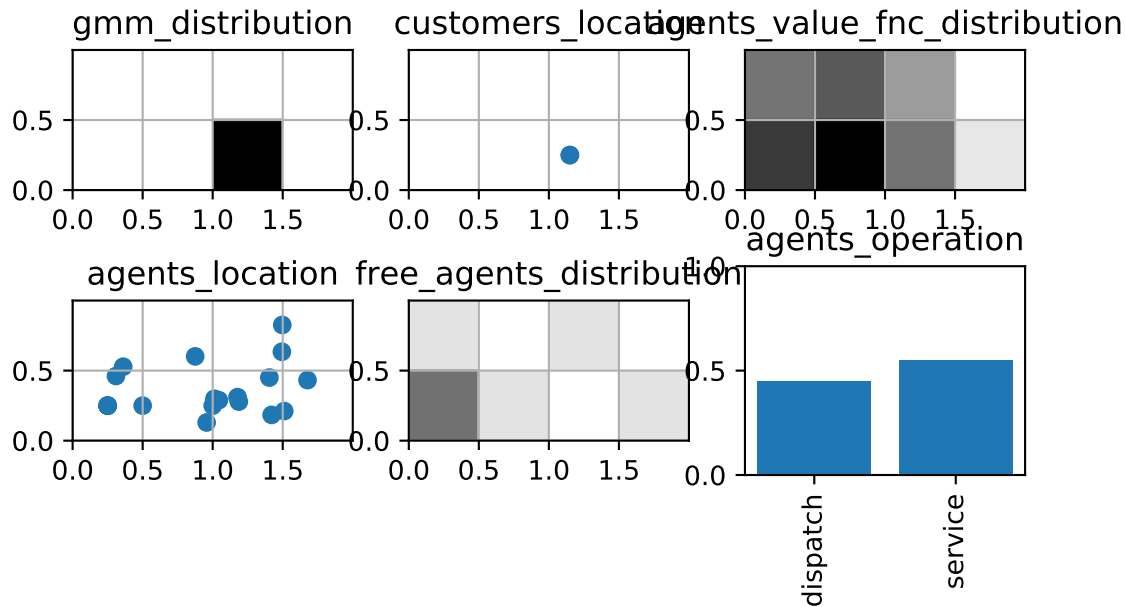 gmm_distribution
customers_location
agents_value_fnc_distribution
0.5
0.0
0.0 0.5 1.0 1.5
0.5
0.0
0.0 0.5 1.0 1.5
0.5
0.0
0.0 0.5 1.0 1.5
agents_location
free_agents_distribution
agents_operation
0.5
0.0
0.0 0.5 1.0 1.5
0.5
0.0
0.0 0.5 1.0 1.5
1.0
0.5
0.0
dispatch
service